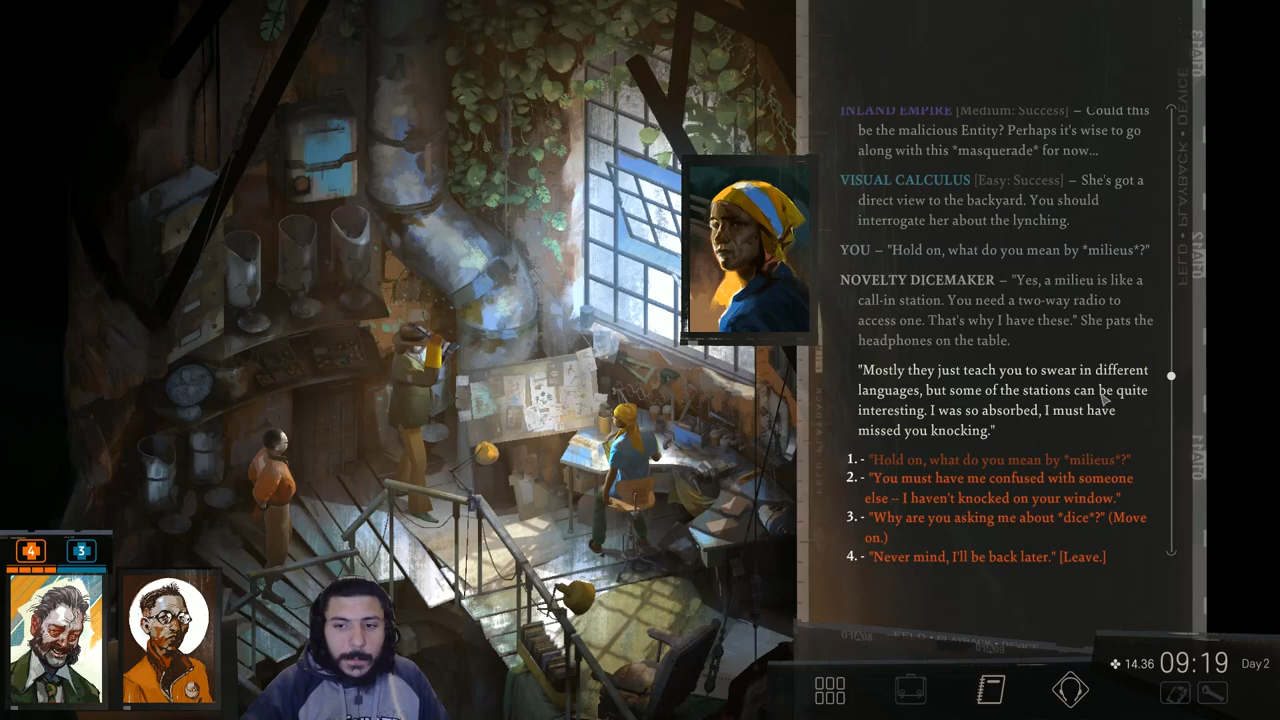 INLAND EMPIRE [Medium: Success] – Could this
be the malicious Entity? Perhaps it's wise to go
along with this *masquerade* for now...
VISUAL CALCULUS [Easy: Success] – She's got a
direct view to the backyard. You should
interrogate her about the lynching.
YOU – "Hold on, what do you mean by *milieus*?"
NOVELTY DICEMAKER – "Yes, a milieu is like a
call-in station. You need a two-way radio to
access one. That's why I have these." She pats the
headphones on the table.
"Mostly they just teach you to swear in different
languages, but some of the stations can be quite
interesting. I was so absorbed, I must have
missed you knocking."
1. - "Hold on, what do you mean by *milieus*?"
2. - "You must have me confused with someone
else -- I haven't knocked on your window."
3. - "Why are you asking me about *dice*?" (Move
on.)
4. - "Never mind, I'll be back later." [Leave.]
FELD • PLAYBACK • DEVICE
4
3
14.36 09:19 Day 2